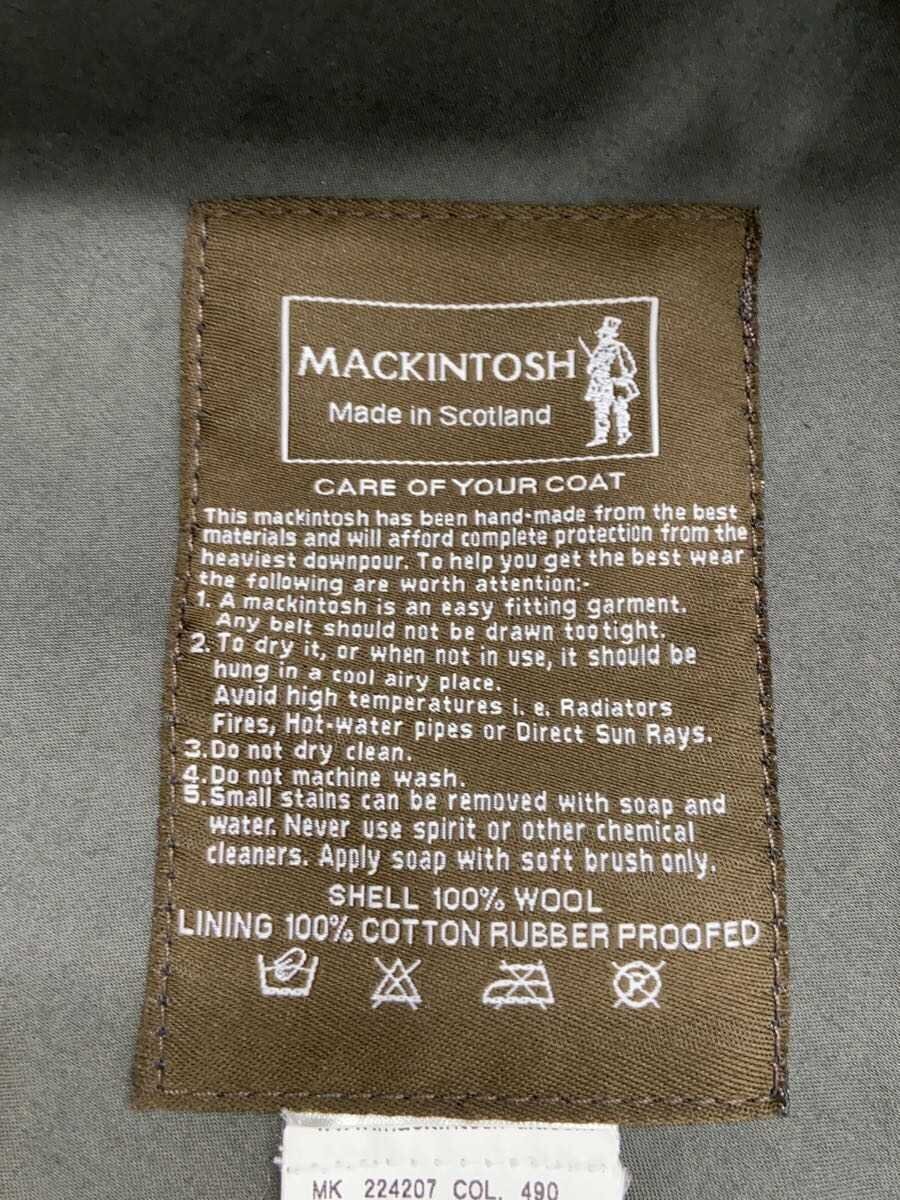 MACKINTOSH
Made in Scotland
CARE OF YOUR COAT
This mackintosh has been hand-made from the best
materials and will afford complete protection from the
heaviest downpour. To help you get the best wear
the following are worth attention:-
1. A mackintosh is an easy fitting garment.
Any belt should not be drawn too tight.
2. To dry it, or when not in use, it should be
hung in a cool airy place.
Avoid high temperatures i. e. Radiators
Fires, Hot-water pipes or Direct Sun Rays.
3. Do not dry clean.
4. Do not machine wash.
5. Small stains can be removed with soap and
water. Never use spirit or other chemical
cleaners. Apply soap with soft brush only.
SHELL 100% WOOL
LINING 100% COTTON RUBBER PROOFED
MK 224207 COL. 490